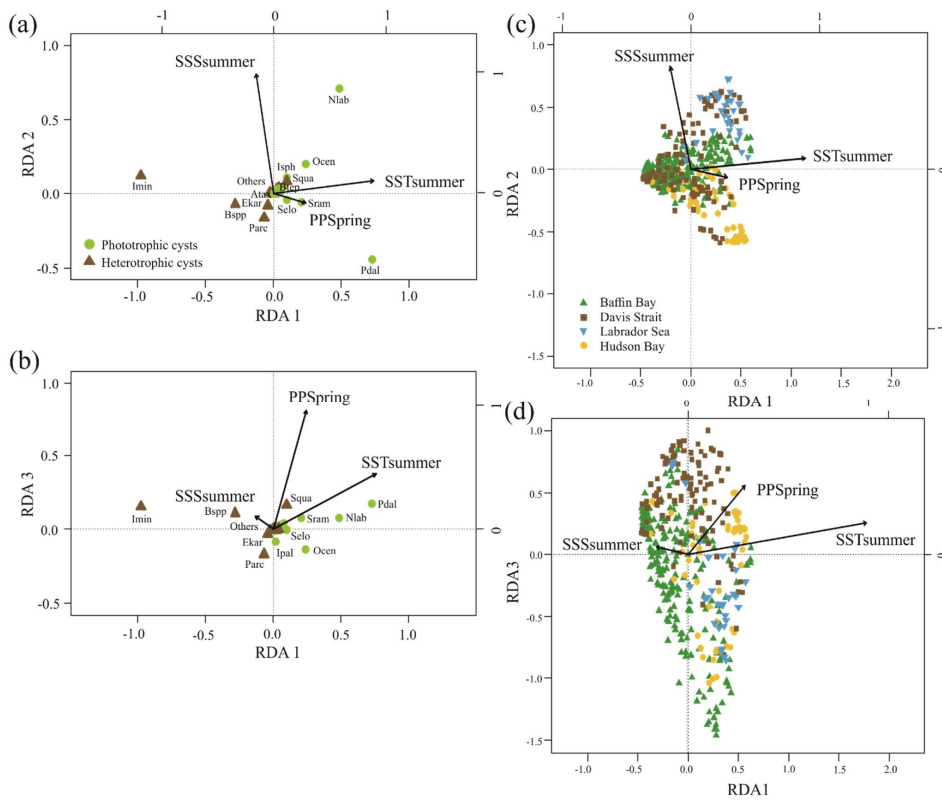 (a)
-1
0
1
1.0
SSSsummer
1
Nlab
0.5
Isph
Ocen
Squa
Others
Imin
SSTsummer
0.0
0
Ekar
Sram
Bspp
Selo
PPSpring
Parc
Phototrophic cysts
Heterotrophic cysts
-0.5
Pdal
RDA 2
-1.0
-0.5
0.0
0.5
1.0
RDA 1
(b)
1.0
PPSpring
1
0.5
SSTsummer
SSSsummer
Squa
Pdal
Bspp
Imin
Others
Sram
Nlab
0.0
0
Selo
Ekar
Ipal
Ocen
Parc
-0.5
RDA 3
-1.0
-0.5
0.0
0.5
1.0
RDA 1
(c)
-1
0
1
1.0
SSSsummer
0.5
SSTsummer
0.0
PPSpring
-0.5
-1.0
Baffin Bay
Davis Strait
Labrador Sea
Hudson Bay
-1.5
RDA 2
-1.0
-0.5
0.0
0.5
1.0
1.5
2.0
RDA 1
(d)
0
1
1.0
PPSpring
0.5
SSTsummer
SSSsummer
0.0
0
-0.5
-1.0
-1.5
RDA3
-1.0
-0.5
0.0
0.5
1.0
1.5
2.0
RDA1